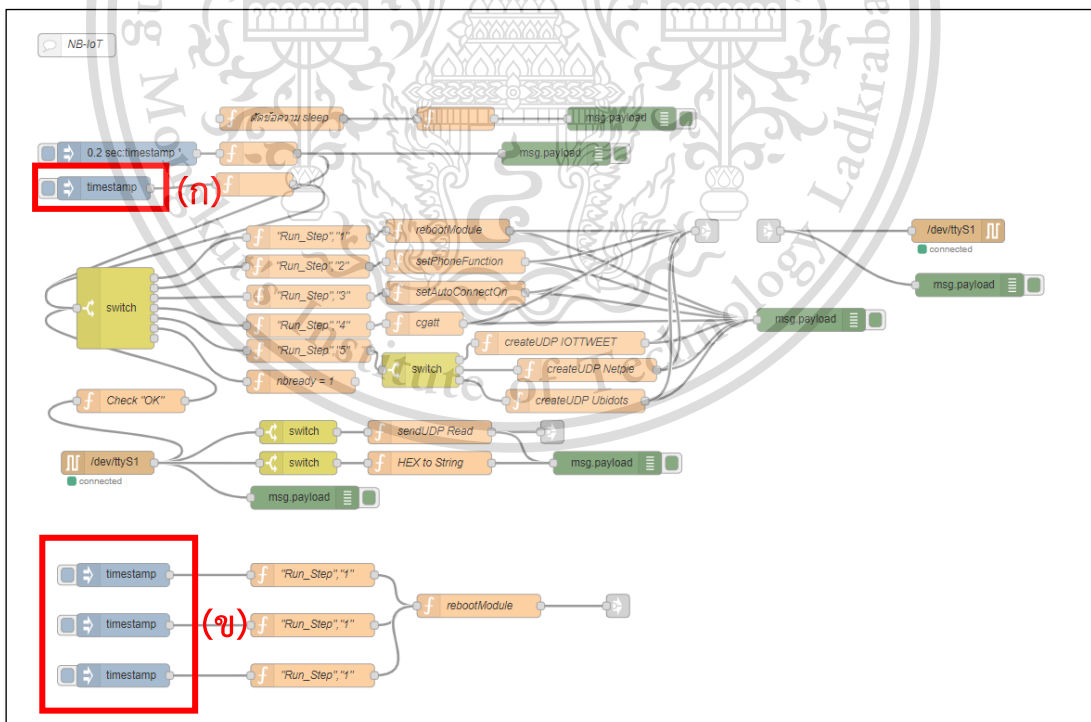 NB-IoT
ตัดข้อความ sleep
msg.payload
0.2 sec:timestamp
msg.payload
timestamp
(ก)
"Run_Step","1"
rebootModule
/dev/ttyS1
connected
"Run_Step","2"
setPhoneFunction
"Run_Step","3"
setAutoConnectOn
msg.payload
switch
"Run_Step","4"
cgatt
msg.payload
"Run_Step","5"
switch
createUDP IOTTWEET
nbready = 1
createUDP Netpie
Check "OK"
createUDP Ubidots
switch
sendUDP Read
/dev/ttyS1
connected
switch
HEX to String
msg.payload
msg.payload
timestamp
"Run_Step","1"
timestamp
(ข)
"Run_Step","1"
rebootModule
timestamp
"Run_Step","1"
Institute of Technology Ladkrab